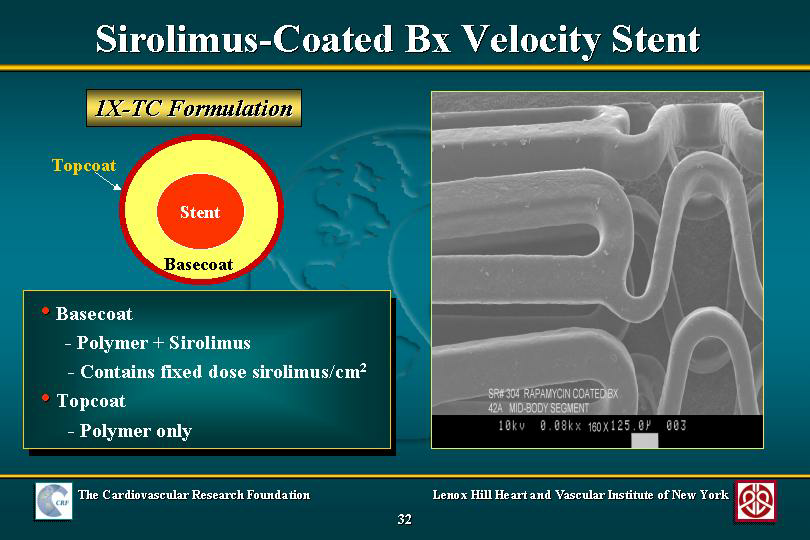 Sirolimus-Coated Bx Velocity Stent
1X-TC Formulation
Topcoat
Stent
Basecoat
• Basecoat
- Polymer + Sirolimus
- Contains fixed dose sirolimus/cm²
• Topcoat
- Polymer only
SR# 304 RAPAMYCIN COATED BX
42A MID-BODY SEGMENT
10kv 0.08kx 160X 125.0µ 003
CRF
The Cardiovascular Research Foundation
Lenox Hill Heart and Vascular Institute of New York
32